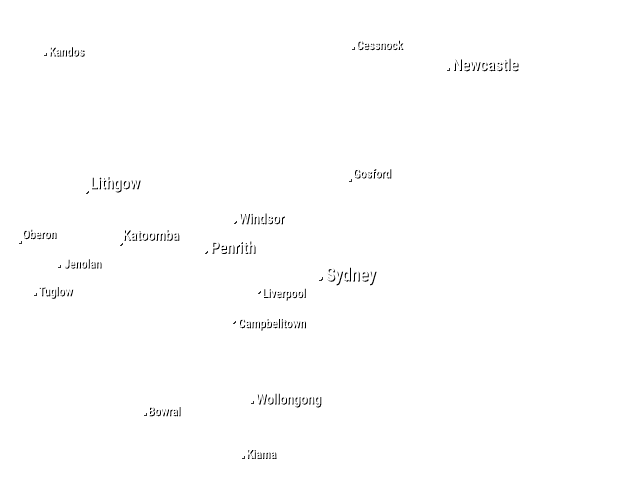 Cessnock
Kandos
Newcastle
Gosford
Lithgow
Windsor
Oberon
Katoomba
Penrith
Jenolan
Sydney
Tuglow
Liverpool
Campbelltown
Wollongong
Bowral
Kiama